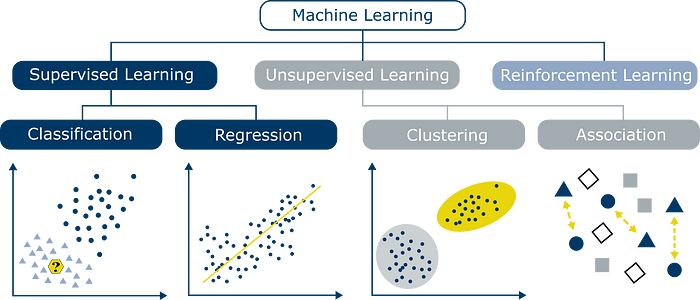 Machine Learning
Supervised Learning
Unsupervised Learning
Reinforcement Learning
Classification
Regression
Clustering
Association
?